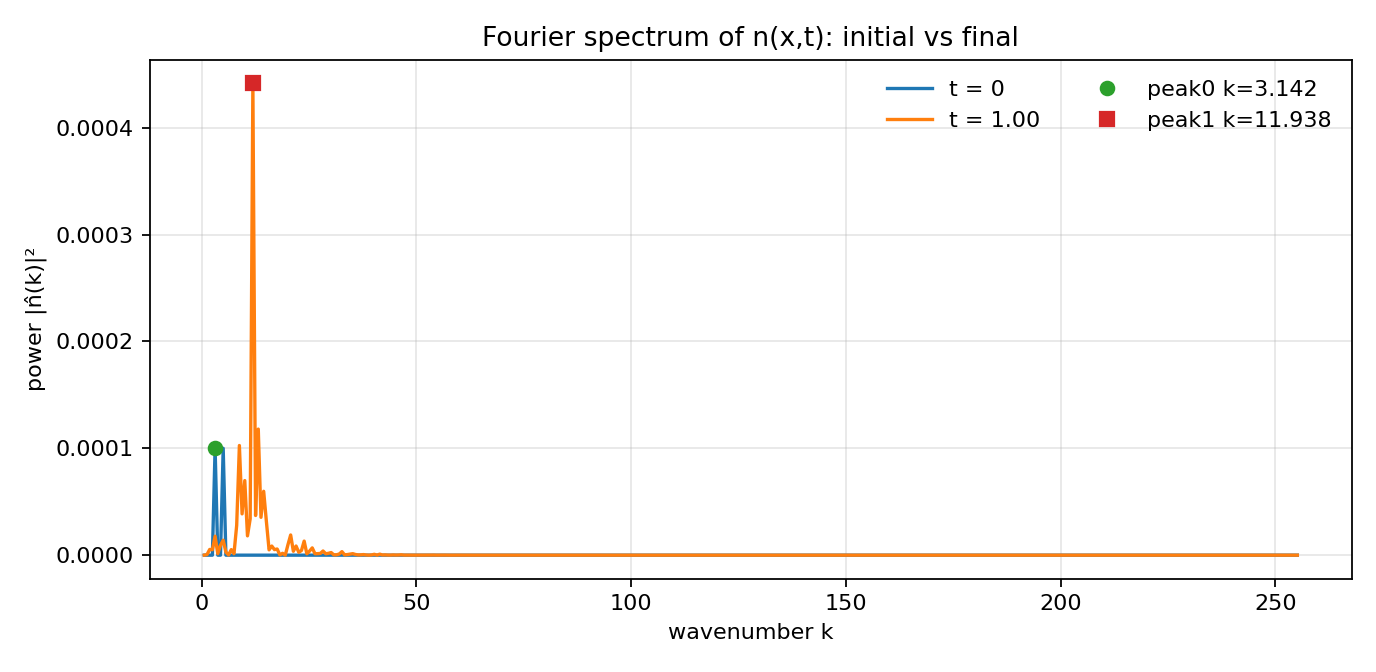 Fourier spectrum of n(x,t): initial vs final
t = 0
t = 1.00
peak0 k=3.142
peak1 k=11.938
power |n̂(k)|²
0.0004
0.0003
0.0002
0.0001
0.0000
0
50
100
150
200
250
wavenumber k